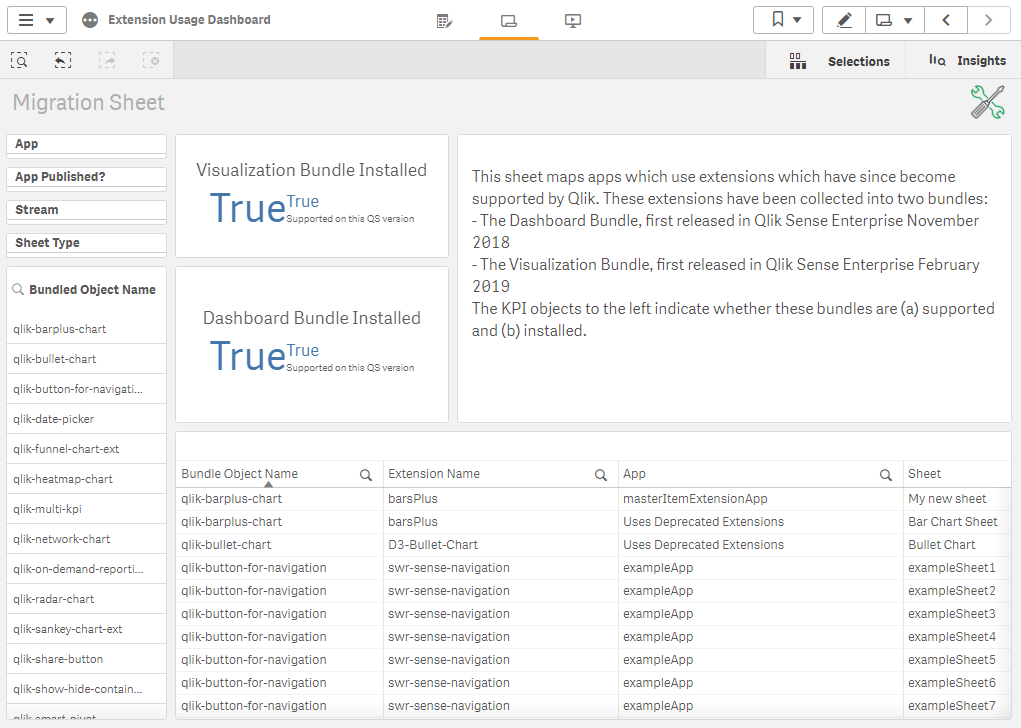 Extension Usage Dashboard
Selections
Insights
Migration Sheet
App
App Published?
Stream
Sheet Type
Bundled Object Name
qlik-barplus-chart
qlik-bullet-chart
qlik-button-for-navigati...
qlik-date-picker
qlik-funnel-chart-ext
qlik-heatmap-chart
qlik-multi-kpi
qlik-network-chart
qlik-on-demand-reporti...
qlik-radar-chart
qlik-sankey-chart-ext
qlik-share-button
qlik-show-hide-contain...
Visualization Bundle Installed
True True
Supported on this QS version
Dashboard Bundle Installed
True True
Supported on this QS version
This sheet maps apps which use extensions which have since become
supported by Qlik. These extensions have been collected into two bundles:
- The Dashboard Bundle, first released in Qlik Sense Enterprise November
2018
- The Visualization Bundle, first released in Qlik Sense Enterprise February
2019
The KPI objects to the left indicate whether these bundles are (a) supported
and (b) installed.
Bundle Object Name Extension Name App Sheet
qlik-barplus-chart barsPlus masterItemExtensionApp My new sheet
qlik-barplus-chart barsPlus Uses Deprecated Extensions Bar Chart Sheet
qlik-bullet-chart D3-Bullet-Chart Uses Deprecated Extensions Bullet Chart
qlik-button-for-navigation swr-sense-navigation exampleApp exampleSheet1
qlik-button-for-navigation swr-sense-navigation exampleApp exampleSheet2
qlik-button-for-navigation swr-sense-navigation exampleApp exampleSheet3
qlik-button-for-navigation swr-sense-navigation exampleApp exampleSheet4
qlik-button-for-navigation swr-sense-navigation exampleApp exampleSheet5
qlik-button-for-navigation swr-sense-navigation exampleApp exampleSheet6
qlik-button-for-navigation swr-sense-navigation exampleApp exampleSheet7